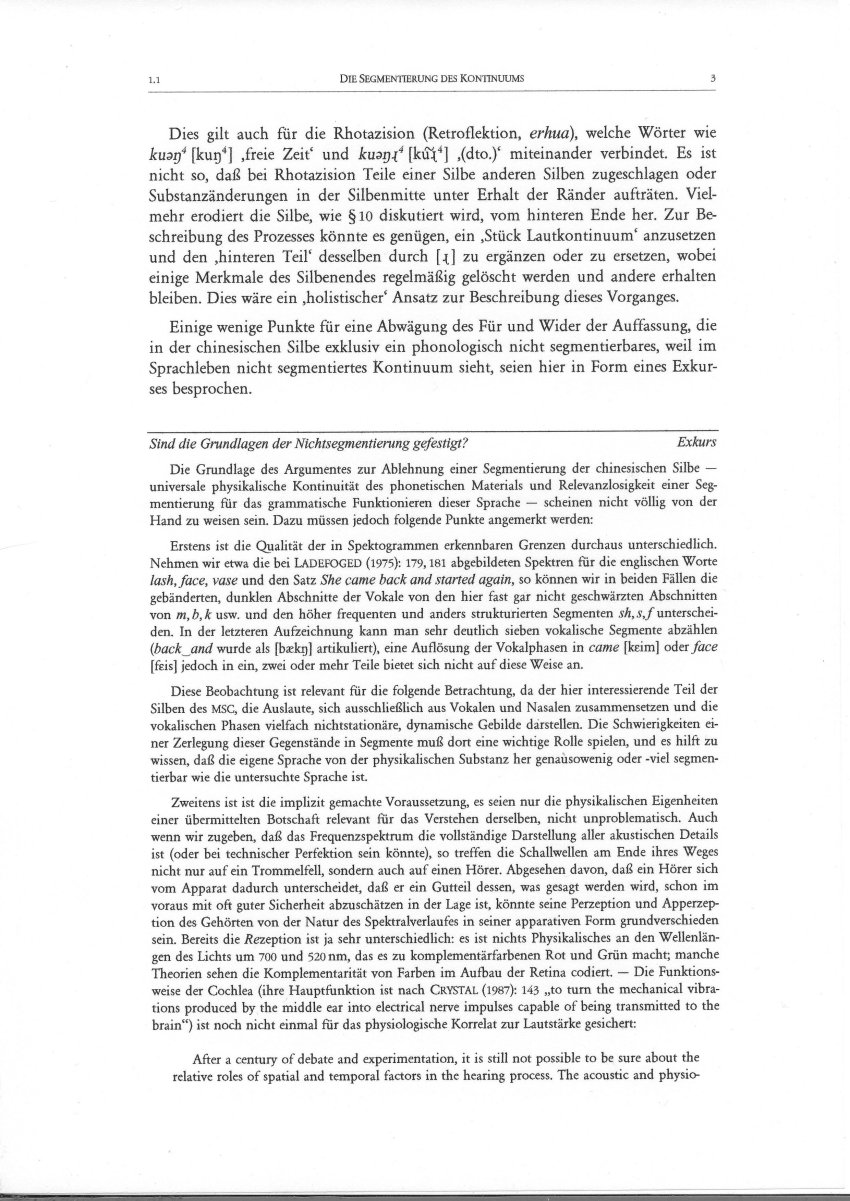 1.1 DIE SEGMENTIERUNG DES KONTINUUMS 3
Dies gilt auch für die Rhotazision (Retroflektion, erhua), welche Wörter wie
kuəŋ⁴ [kuŋ⁴] ‚freie Zeit‘ und kuəŋɻ⁴ [kũɻ̃⁴] ‚(dto.)‘ miteinander verbindet. Es ist
nicht so, daß bei Rhotazision Teile einer Silbe anderen Silben zugeschlagen oder
Substanzänderungen in der Silbenmitte unter Erhalt der Ränder aufträten. Viel-
mehr erodiert die Silbe, wie § 10 diskutiert wird, vom hinteren Ende her. Zur Be-
schreibung des Prozesses könnte es genügen, ein ‚Stück Lautkontinuum‘ anzusetzen
und den ‚hinteren Teil‘ desselben durch [ɻ] zu ergänzen oder zu ersetzen, wobei
einige Merkmale des Silbenendes regelmäßig gelöscht werden und andere erhalten
bleiben. Dies wäre ein ‚holistischer‘ Ansatz zur Beschreibung dieses Vorganges.
Einige wenige Punkte für eine Abwägung des Für und Wider der Auffassung, die
in der chinesischen Silbe exklusiv ein phonologisch nicht segmentierbares, weil im
Sprachleben nicht segmentiertes Kontinuum sieht, seien hier in Form eines Exkur-
ses besprochen.
Sind die Grundlagen der Nichtsegmentierung gefestigt? Exkurs
Die Grundlage des Argumentes zur Ablehnung einer Segmentierung der chinesischen Silbe —
universale physikalische Kontinuität des phonetischen Materials und Relevanzlosigkeit einer Seg-
mentierung für das grammatische Funktionieren dieser Sprache — scheinen nicht völlig von der
Hand zu weisen sein. Dazu müssen jedoch folgende Punkte angemerkt werden:
Erstens ist die Qualität der in Spektogrammen erkennbaren Grenzen durchaus unterschiedlich.
Nehmen wir etwa die bei LADEFOGED (1975): 179, 181 abgebildeten Spektren für die englischen Worte
lash, face, vase und den Satz She came back and started again, so können wir in beiden Fällen die
gebänderten, dunklen Abschnitte der Vokale von den hier fast gar nicht geschwärzten Abschnitten
von m, b, k usw. und den höher frequenten und anders strukturierten Segmenten sh, s, f unterschei-
den. In der letzteren Aufzeichnung kann man sehr deutlich sieben vokalische Segmente abzählen
(back_and wurde als [bækŋ] artikuliert), eine Auflösung der Vokalphasen in came [keim] oder face
[feis] jedoch in ein, zwei oder mehr Teile bietet sich nicht auf diese Weise an.
Diese Beobachtung ist relevant für die folgende Betrachtung, da der hier interessierende Teil der
Silben des MSC, die Auslaute, sich ausschließlich aus Vokalen und Nasalen zusammensetzen und die
vokalischen Phasen vielfach nichtstationäre, dynamische Gebilde darstellen. Die Schwierigkeiten ei-
ner Zerlegung dieser Gegenstände in Segmente muß dort eine wichtige Rolle spielen, und es hilft zu
wissen, daß die eigene Sprache von der physikalischen Substanz her genausowenig oder -viel segmen-
tierbar wie die untersuchte Sprache ist.
Zweitens ist ist die implizit gemachte Voraussetzung, es seien nur die physikalischen Eigenheiten
einer übermittelten Botschaft relevant für das Verstehen derselben, nicht unproblematisch. Auch
wenn wir zugeben, daß das Frequenzspektrum die vollständige Darstellung aller akustischen Details
ist (oder bei technischer Perfektion sein könnte), so treffen die Schallwellen am Ende ihres Weges
nicht nur auf ein Trommelfell, sondern auch auf einen Hörer. Abgesehen davon, daß ein Hörer sich
vom Apparat dadurch unterscheidet, daß er ein Gutteil dessen, was gesagt werden wird, schon im
voraus mit oft guter Sicherheit abzuschätzen in der Lage ist, könnte seine Perzeption und Apperzep-
tion des Gehörten von der Natur des Spektralverlaufes in seiner apparativen Form grundverschieden
sein. Bereits die Rezeption ist ja sehr unterschiedlich: es ist nichts Physikalisches an den Wellenlän-
gen des Lichts um 700 und 520 nm, das es zu komplementärfarbenen Rot und Grün macht; manche
Theorien sehen die Komplementarität von Farben im Aufbau der Retina codiert. — Die Funktions-
weise der Cochlea (ihre Hauptfunktion ist nach CRYSTAL (1987): 143 „to turn the mechanical vibra-
tions produced by the middle ear into electrical nerve impulses capable of being transmitted to the
brain“) ist noch nicht einmal für das physiologische Korrelat zur Lautstärke gesichert:
After a century of debate and experimentation, it is still not possible to be sure about the
relative roles of spatial and temporal factors in the hearing process. The acoustic and physio-